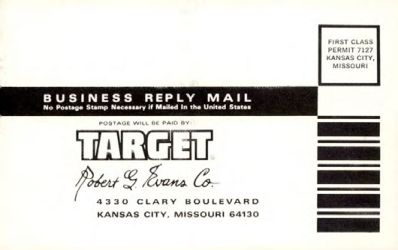 FIRST CLASS
PERMIT 7127
KANSAS CITY,
MISSOURI
BUSINESS REPLY MAIL
No Postage Stamp Necessary if Mailed in the United States
POSTAGE WILL BE PAID BY:
TARGET
Robert G. Evans Co.
4330 CLARY BOULEVARD
KANSAS CITY, MISSOURI 64130